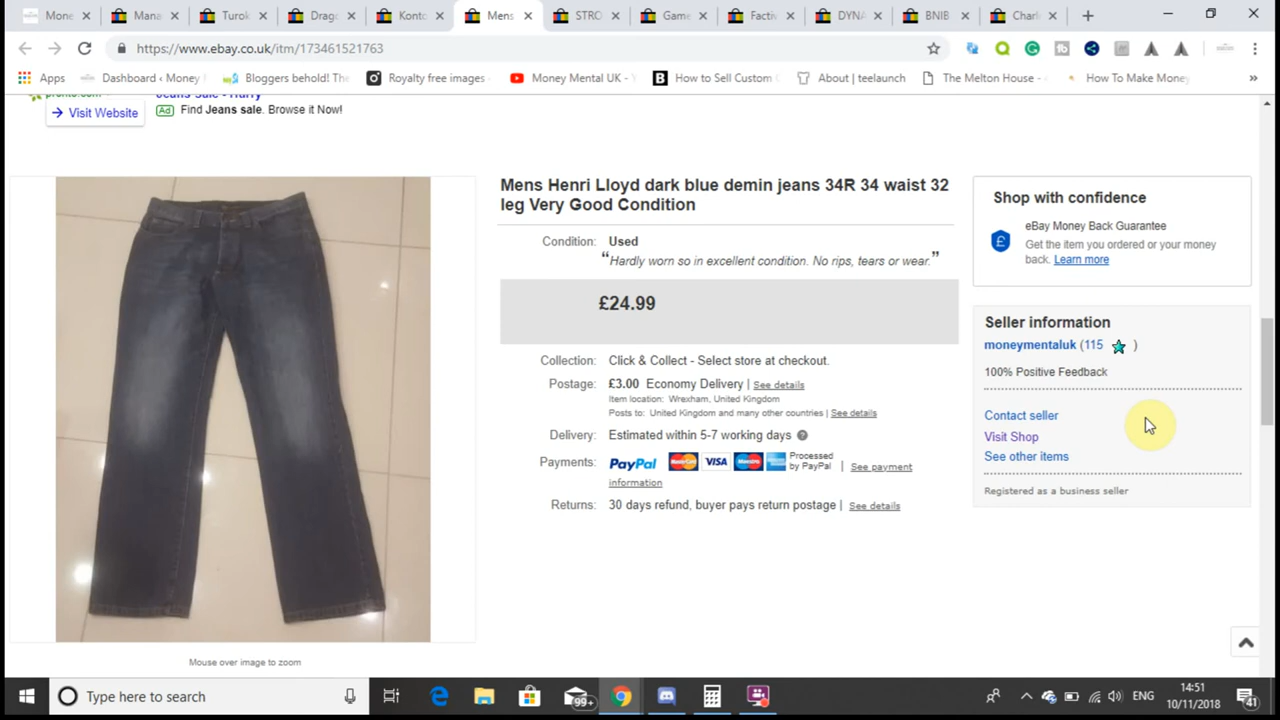 Mone
Mana
Turok
Drago
Konto
Mens
STRO
Game
Factiv
DYNA
BNIB
Charl
https://www.ebay.co.uk/itm/173461521763
Apps
Dashboard ‹ Money
Bloggers behold! The
Royalty free images
Money Mental UK - Y
How to Sell Custom
About | teelaunch
The Melton House -
How To Make Money
»
→ Visit Website
Jeans Sale - Harry
Ad Find Jeans sale. Browse it Now!
Mens Henri Lloyd dark blue demin jeans 34R 34 waist 32
leg Very Good Condition
Condition: Used
“Hardly worn so in excellent condition. No rips, tears or wear.”
£24.99
Collection: Click & Collect - Select store at checkout.
Postage: £3.00 Economy Delivery | See details
Item location: Wrexham, United Kingdom
Posts to: United Kingdom and many other countries | See details
Delivery: Estimated within 5-7 working days
Payments: PayPal MasterCard VISA Maestro Processed
by PayPal | See payment
information
Returns: 30 days refund, buyer pays return postage | See details
Mouse over image to zoom
Shop with confidence
eBay Money Back Guarantee
Get the item you ordered or your money
back. Learn more
Seller information
moneymentaluk (115 )
100% Positive Feedback
Contact seller
Visit Shop
See other items
Registered as a business seller
Type here to search
99+
ENG
14:51
10/11/2018
41